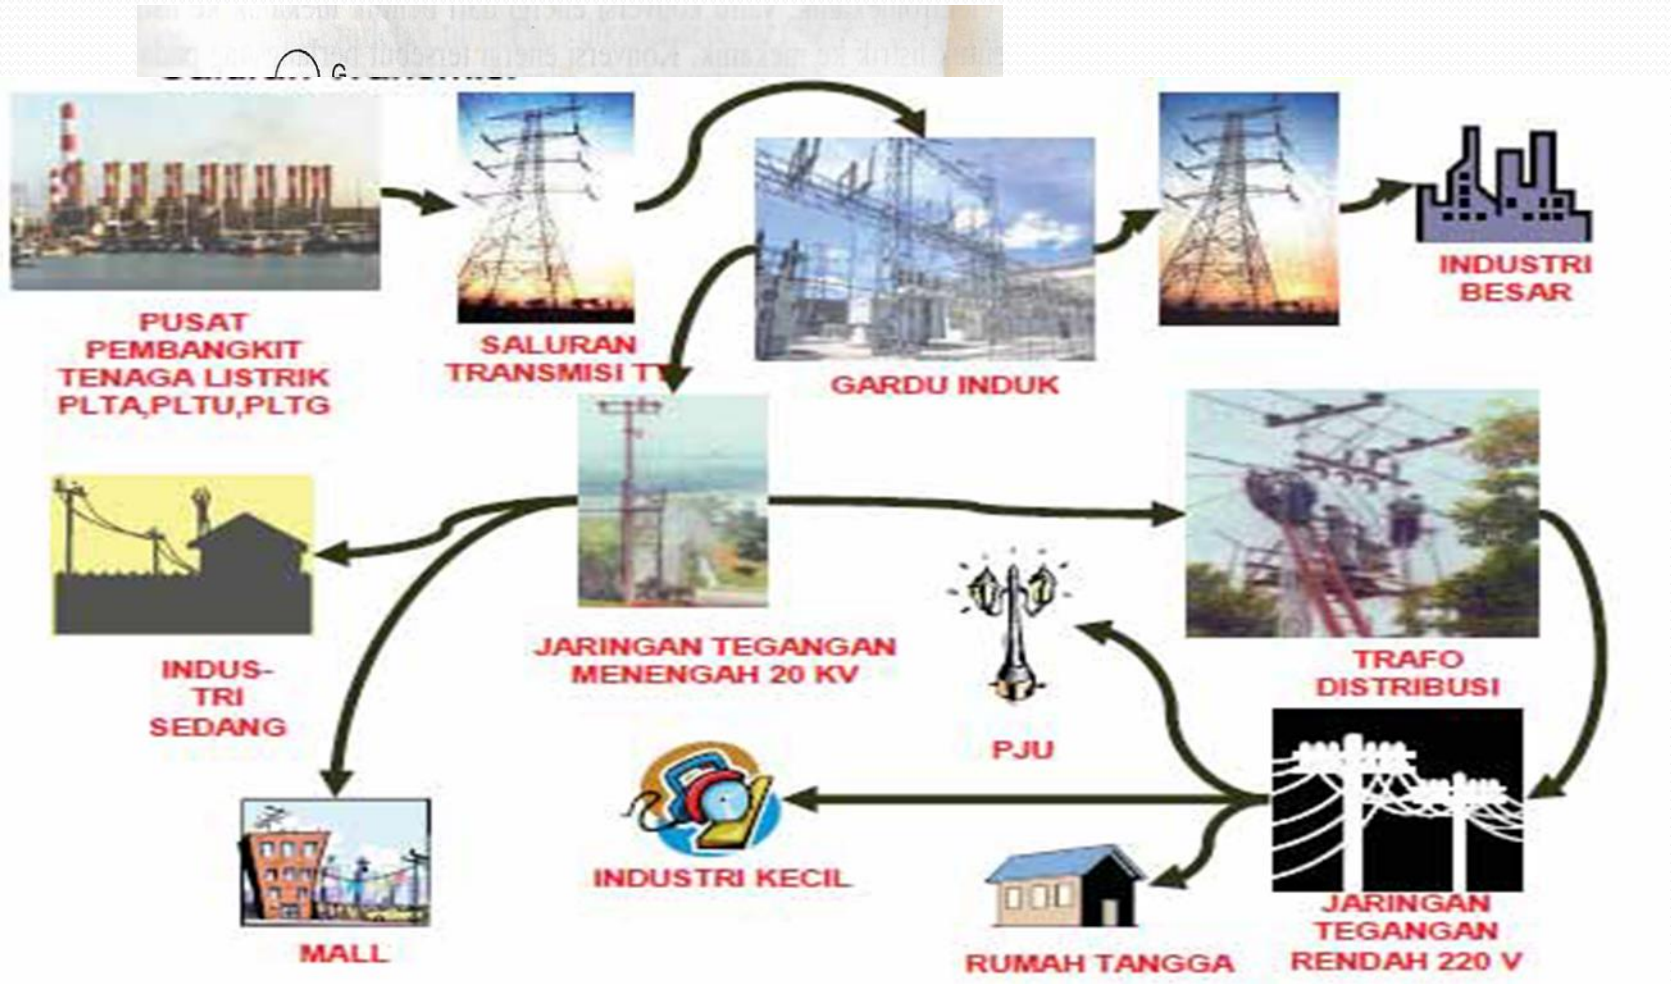 PUSAT
PEMBANGKIT
TENAGA LISTRIK
PLTA,PLTU,PLTG
SALURAN
TRANSMISI
GARDU INDUK
INDUSTRI
BESAR
INDUS-
TRI
SEDANG
JARINGAN TEGANGAN
MENENGAH 20 KV
TRAFO
DISTRIBUSI
PJU
MALL
INDUSTRI KECIL
RUMAH TANGGA
JARINGAN
TEGANGAN
RENDAH 220 V